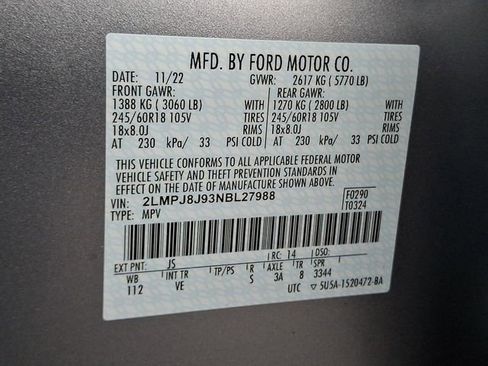 MFD. BY FORD MOTOR CO.
DATE: 11/22 GVWR: 2617 KG ( 5770 LB)
FRONT GAWR: REAR GAWR:
1388 KG ( 3060 LB) WITH 1270 KG ( 2800 LB) WITH
245/60R18 105V TIRES 245/60R18 105V TIRES
18x8.0J RIMS 18x8.0J RIMS
AT 230 kPa/ 33 PSI COLD AT 230 kPa/ 33 PSI COLD
THIS VEHICLE CONFORMS TO ALL APPLICABLE FEDERAL MOTOR
VEHICLE SAFETY AND THEFT PREVENTION STANDARDS IN EFFECT
ON THE DATE OF MANUFACTURE SHOWN ABOVE.
VIN: 2LMPJ8J93NBL27988 F0290
TYPE: MPV T0324
EXT PNT: JS RC: 14 DSO:
WB INT TR TP/PS R AXLE TR SPR
112 VE S 3A 8 3344
UTC ▽ 5U5A-1520472-BA